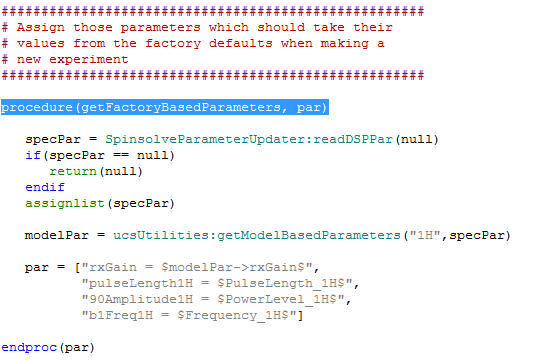 #####################################################
# Assign those parameters which should take their
# values from the factory defaults when making a
# new experiment
#####################################################
procedure(getFactoryBasedParameters, par)
specPar = SpinsolveParameterUpdater:readDSPPar(null)
if(specPar == null)
return(null)
endif
assignlist(specPar)
modelPar = ucsUtilities:getModelBasedParameters("1H",specPar)
par = ["rxGain = $modelPar->rxGain$",
"pulseLength1H = $PulseLength_1H$",
"90Amplitude1H = $PowerLevel_1H$",
"b1Freq1H = $Frequency_1H$"]
endproc(par)